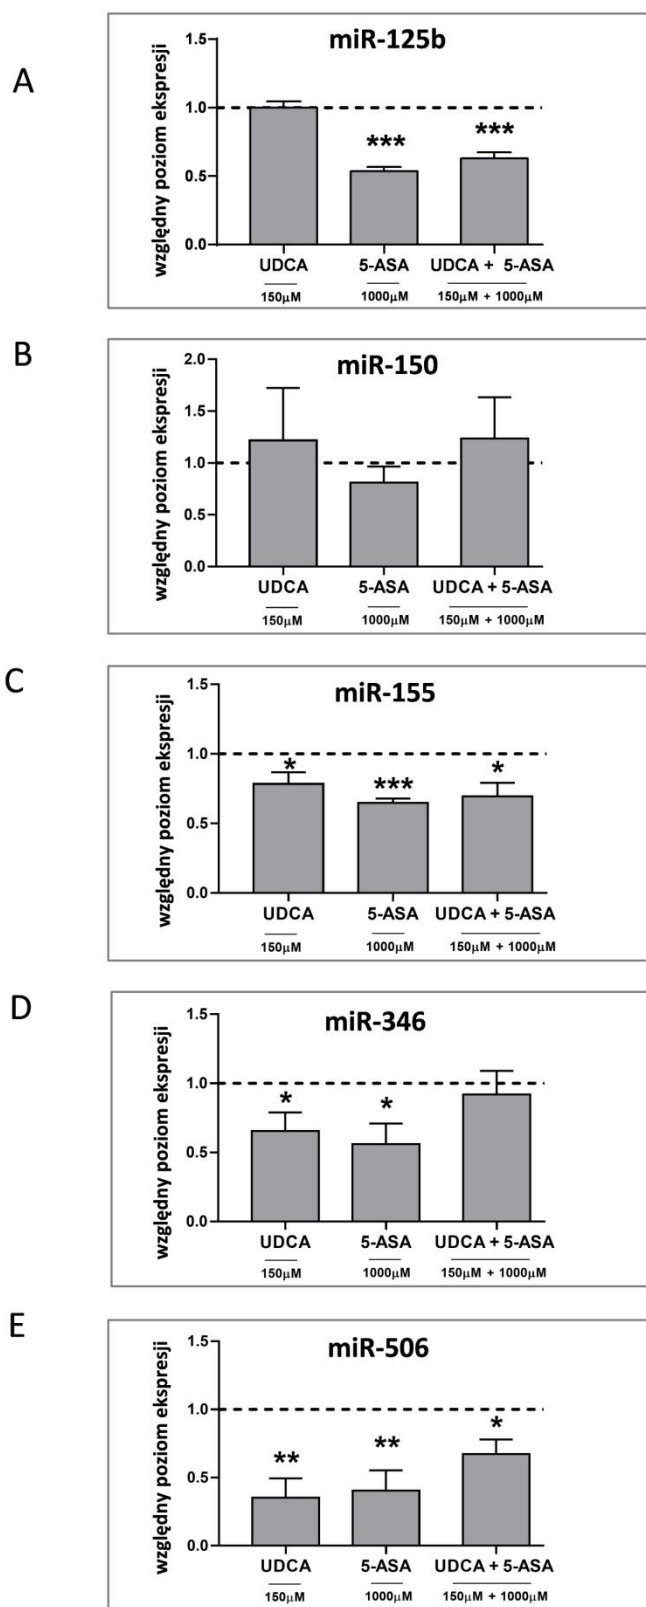 A
miR-125b
względny poziom ekspresji
1.5
1.0
*** ***
0.5
0.0
UDCA 5-ASA UDCA + 5-ASA
150µM 1000µM 150µM + 1000µM
B
miR-150
względny poziom ekspresji
2.0
1.5
1.0
0.5
0.0
UDCA 5-ASA UDCA + 5-ASA
150µM 1000µM 150µM + 1000µM
C
miR-155
względny poziom ekspresji
1.5
1.0
* *** *
0.5
0.0
UDCA 5-ASA UDCA + 5-ASA
150µM 1000µM 150µM + 1000µM
D
miR-346
względny poziom ekspresji
1.5
1.0
* *
0.5
0.0
UDCA 5-ASA UDCA + 5-ASA
150µM 1000µM 150µM + 1000µM
E
miR-506
względny poziom ekspresji
1.5
1.0
** ** *
0.5
0.0
UDCA 5-ASA UDCA + 5-ASA
150µM 1000µM 150µM + 1000µM